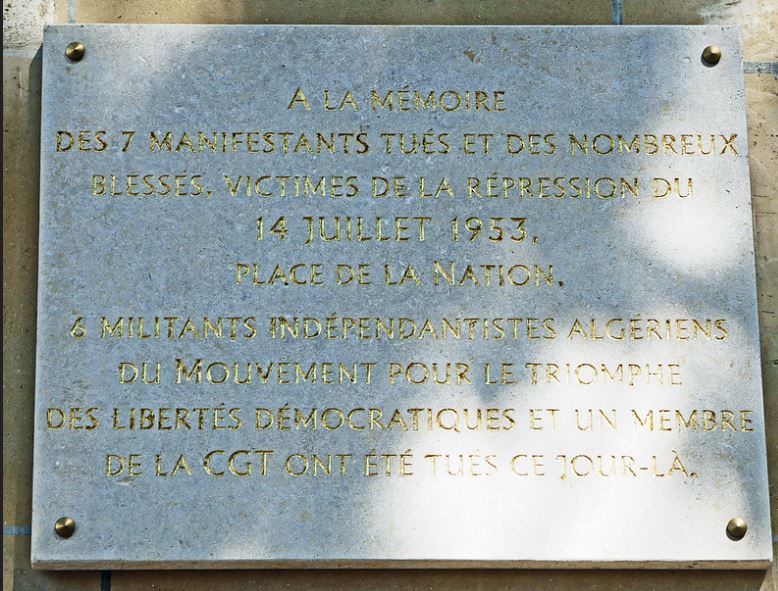 A LA MÉMOIRE
DES 7 MANIFESTANTS TUÉS ET DES NOMBREUX
BLESSÉS, VICTIMES DE LA RÉPRESSION DU
14 JUILLET 1953,
PLACE DE LA NATION.
6 MILITANTS INDÉPENDANTISTES ALGÉRIENS
DU MOUVEMENT POUR LE TRIOMPHE
DES LIBERTÉS DÉMOCRATIQUES ET UN MEMBRE
DE LA CGT ONT ÉTÉ TUÉS CE JOUR-LÀ.